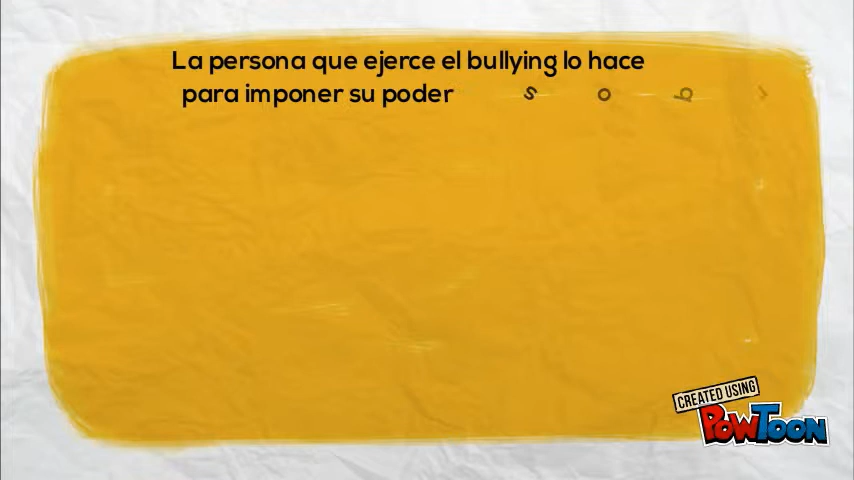 La persona que ejerce el bullying lo hace
para imponer su poder s o b r
CREATED USING
POWTOON